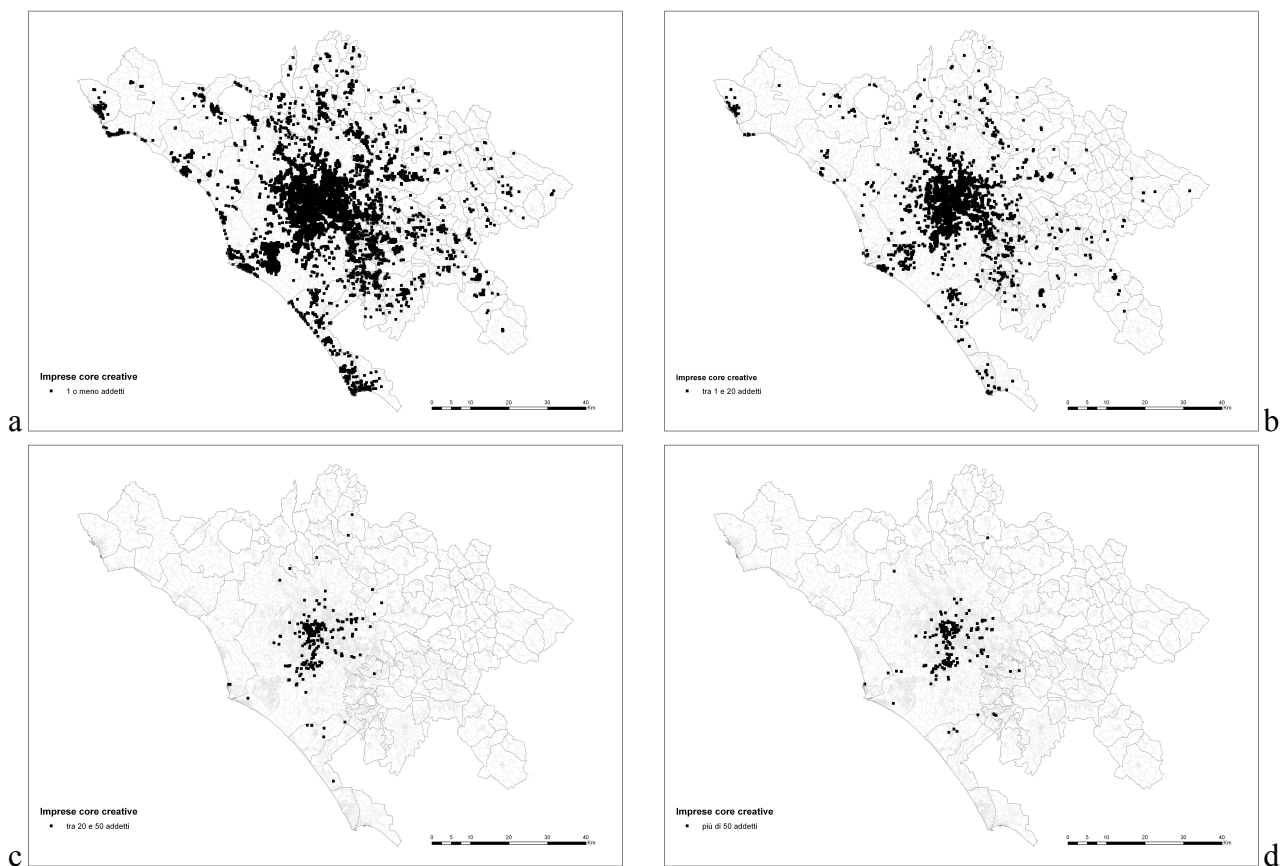 Imprese core creative
1 o meno addetti
0 5 10 20 30 40
Km
a
Imprese core creative
tra 1 e 20 addetti
0 5 10 20 30 40
Km
b
Imprese core creative
tra 20 e 50 addetti
0 5 10 20 30 40
Km
c
Imprese core creative
più di 50 addetti
0 5 10 20 30 40
Km
d